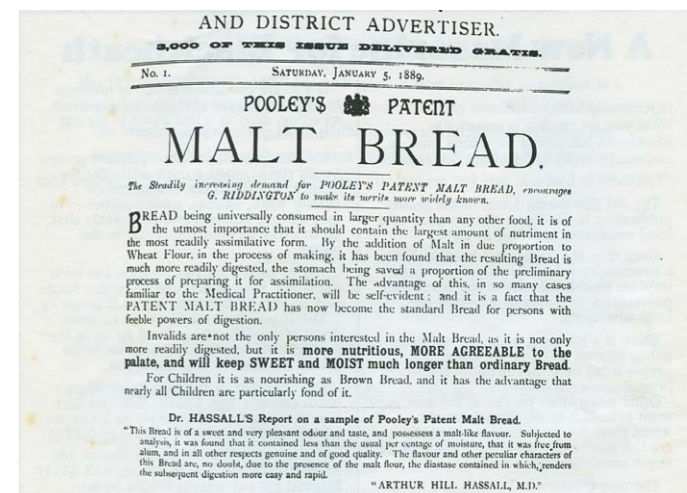 AND DISTRICT ADVERTISER.
3,000 OF THIS ISSUE DELIVERED GRATIS.
No. 1. SATURDAY, JANUARY 5, 1889.
POOLEY'S PATENT
MALT BREAD.
The Steadily increasing demand for POOLEY'S PATENT MALT BREAD, encourages
G. RIDDINGTON to make its merits more widely known.
BREAD being universally consumed in larger quantity than any other food, it is of
the utmost importance that it should contain the largest amount of nutriment in
the most readily assimilative form. By the addition of Malt in due proportion to
Wheat Flour, in the process of making, it has been found that the resulting Bread is
much more readily digested, the stomach being saved a proportion of the preliminary
process of preparing it for assimilation. The advantage of this, in so many cases
familiar to the Medical Practitioner, will be self-evident; and it is a fact that the
PATENT MALT BREAD has now become the standard Bread for persons with
feeble powers of digestion.
Invalids are not the only persons interested in the Malt Bread, as it is not only
more readily digested, but it is more nutritious, MORE AGREEABLE to the
palate, and will keep SWEET and MOIST much longer than ordinary Bread.
For Children it is as nourishing as Brown Bread, and it has the advantage that
nearly all Children are particularly fond of it.
Dr. HASSALL'S Report on a sample of Pooley's Patent Malt Bread.
"This Bread is of a sweet and very pleasant odour and taste, and possesses a malt-like flavour. Subjected to
analysis, it was found that it contained less than the usual per centage of moisture, that it was free from
alum, and in all other respects genuine and of good quality. The flavour and other peculiar characters of
this Bread are, no doubt, due to the presence of the malt flour, the diastase contained in which, renders
the subsequent digestion more easy and rapid.
"ARTHUR HILL HASSALL, M.D."